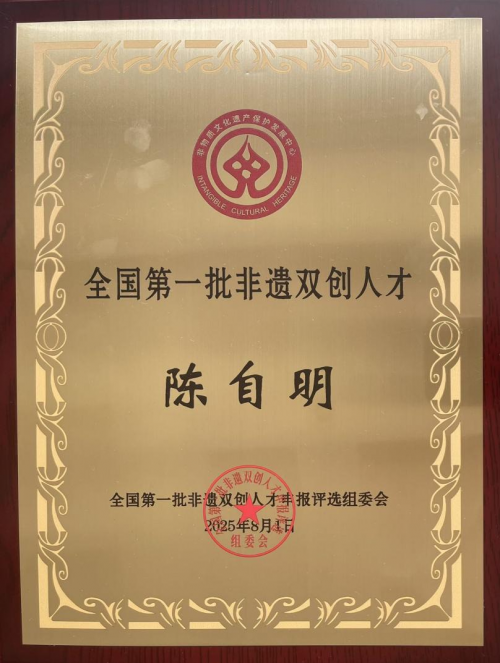 非物质文化遗产保护发展中心
INTANGIBLE CULTURAL HERITAGE
全国第一批非遗双创人才
陈自明
全国第一批非遗双创人才申报评选组委会
2025年8月1日
组委会